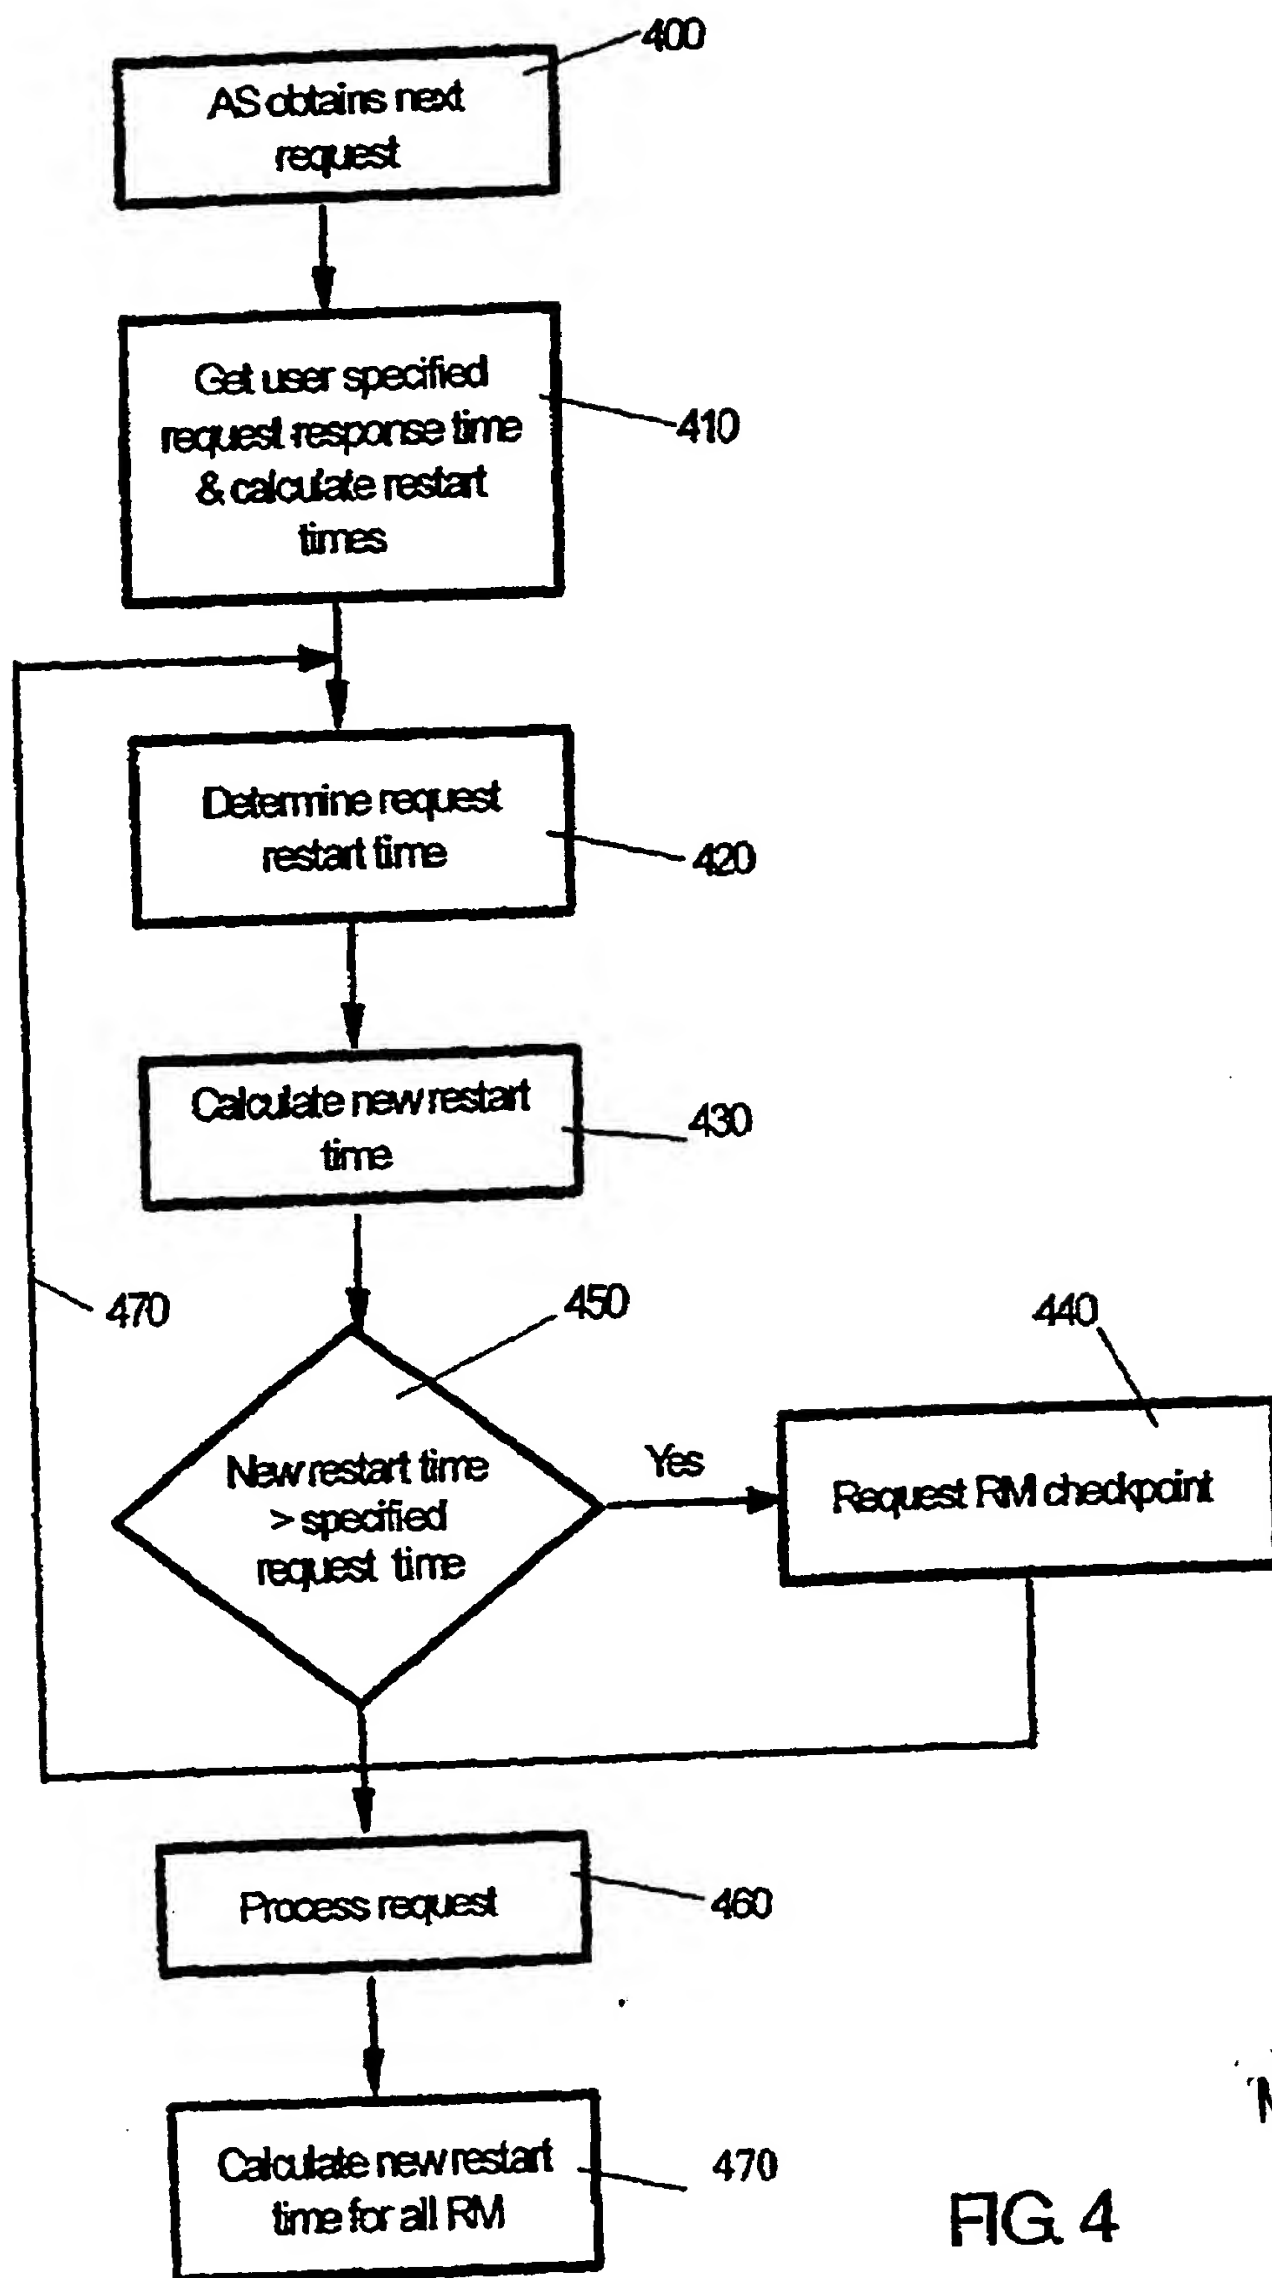 400
AS obtains next
request
Get user specified
request-response time
& calculate restart
times
410
Determine request
restart time
420
Calculate new restart
time
430
470
450
440
New restart time
> specified
request time
Yes
Request RM checkpoint
Process request
460
Calculate new restart
time for all RM
470
FIG. 4